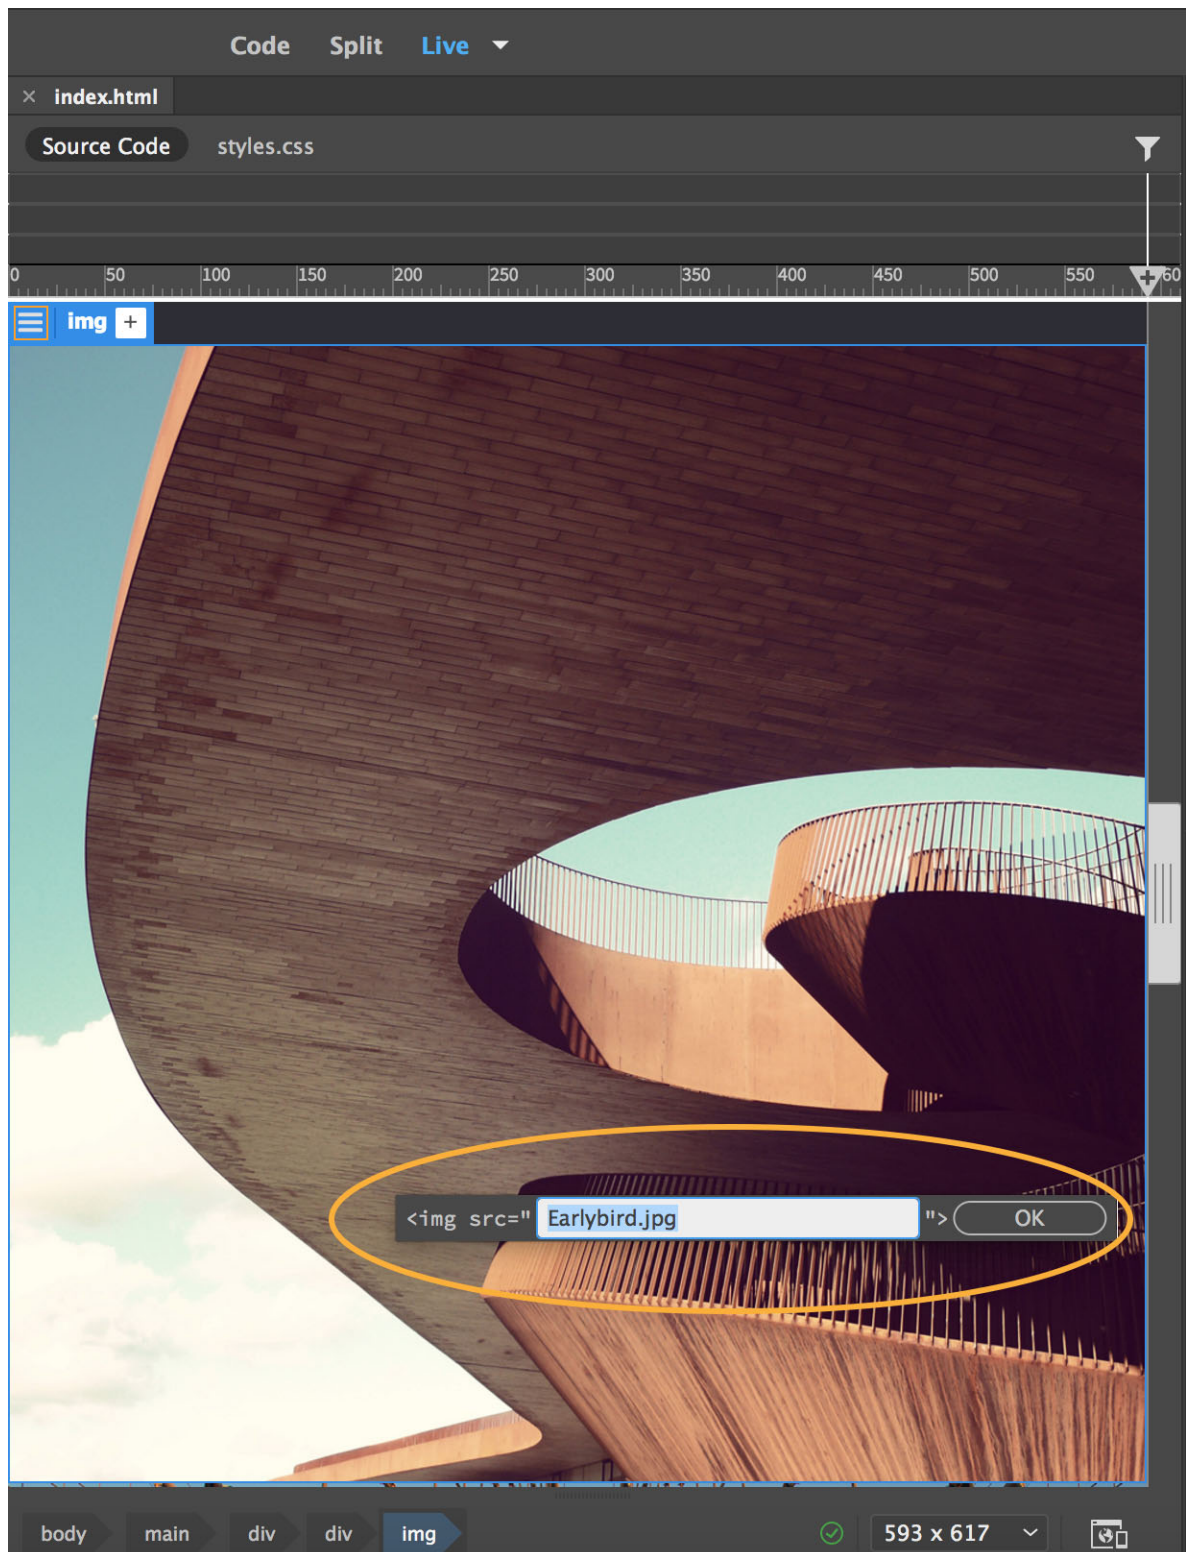 Code Split Live
× index.html
Source Code styles.css
0 50 100 150 200 250 300 350 400 450 500 550 60
img +
<img src=" Earlybird.jpg "> OK
body main div div img 593 x 617